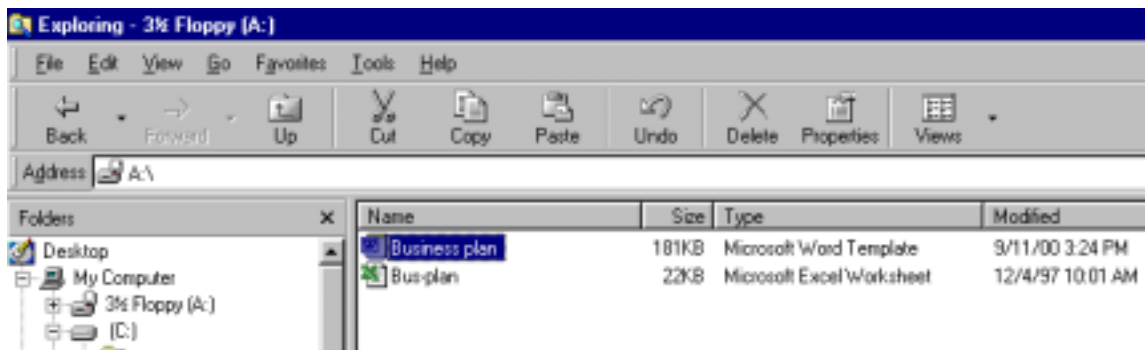 Exploring - 3½ Floppy (A:)
File Edit View Go Favorites Tools Help
Back Forward Up Cut Copy Paste Undo Delete Properties Views
Address A:\
Folders × Name Size Type Modified
Desktop Business plan 181KB Microsoft Word Template 9/11/00 3:24 PM
My Computer Bus-plan 22KB Microsoft Excel Worksheet 12/4/97 10:01 AM
3½ Floppy (A:)
(C:)